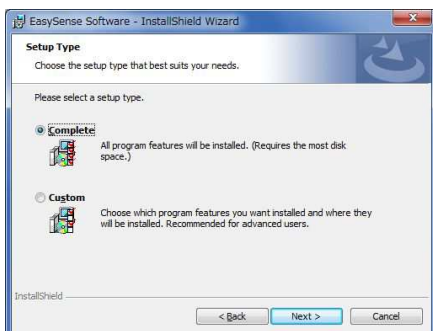 EasySense Software - InstallShield Wizard
Setup Type
Choose the setup type that best suits your needs.
Please select a setup type.
Complete
All program features will be installed. (Requires the most disk
space.)
Custom
Choose which program features you want installed and where they
will be installed. Recommended for advanced users.
InstallShield
< Back Next > Cancel